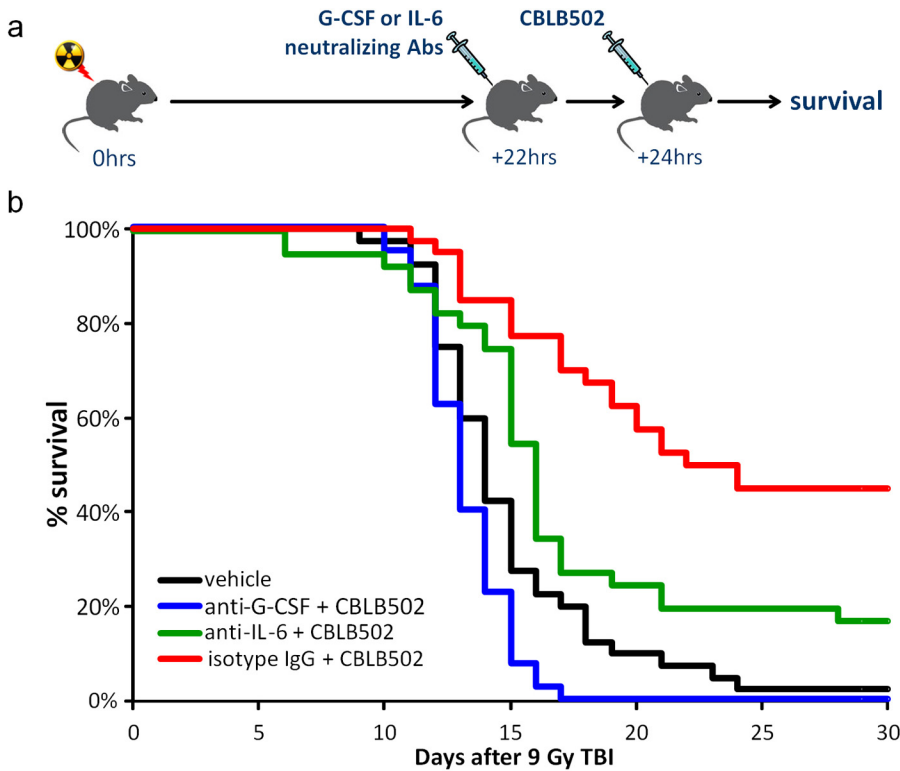 a
G-CSF or IL-6
neutralizing Abs
CBLB502
survival
0hrs
+22hrs
+24hrs
b
100%
80%
60%
40%
20%
0%
% survival
vehicle
anti-G-CSF + CBLB502
anti-IL-6 + CBLB502
isotype IgG + CBLB502
0
5
10
15
20
25
30
Days after 9 Gy TBI